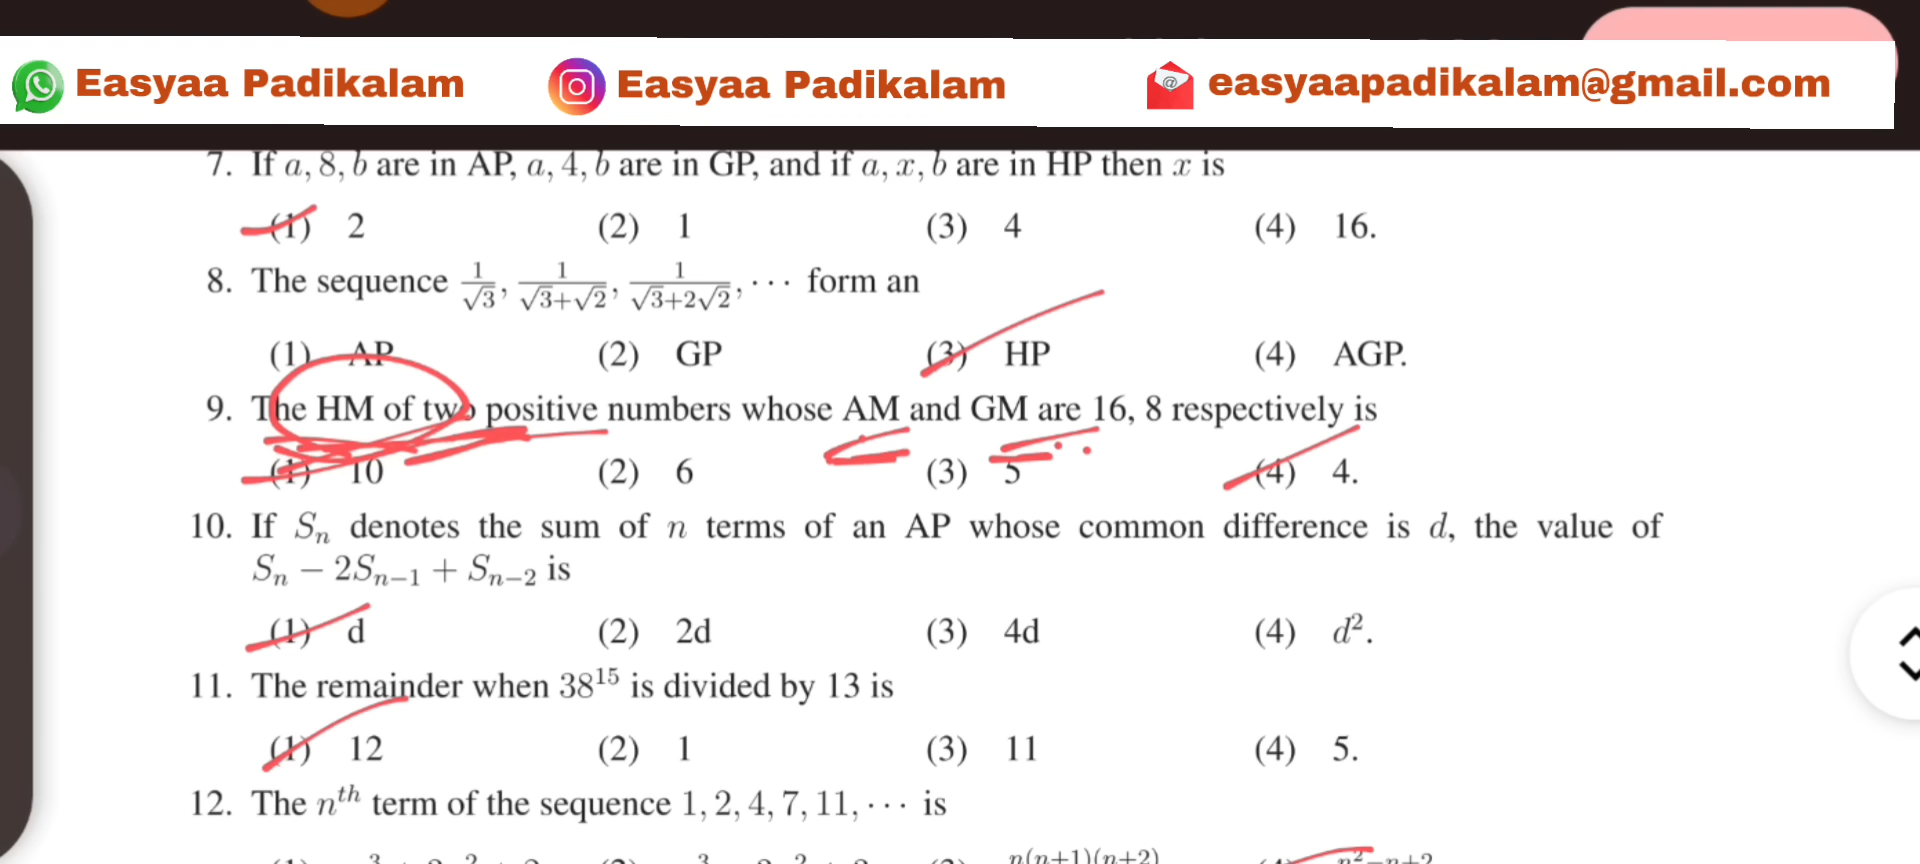 Easyaa Padikalam Easyaa Padikalam easyaapadikalam@gmail.com
7. If a, 8, b are in AP, a, 4, b are in GP, and if a, x, b are in HP then x is
(1) 2 (2) 1 (3) 4 (4) 16.
8. The sequence 1/√3, 1/(√3+√2), 1/(√3+2√2), ⋯ form an
(1) AP (2) GP (3) HP (4) AGP.
9. The HM of two positive numbers whose AM and GM are 16, 8 respectively is
(1) 10 (2) 6 (3) 5 (4) 4.
10. If Sₙ denotes the sum of n terms of an AP whose common difference is d, the value of
Sₙ − 2Sₙ₋₁ + Sₙ₋₂ is
(1) d (2) 2d (3) 4d (4) d².
11. The remainder when 38¹⁵ is divided by 13 is
(1) 12 (2) 1 (3) 11 (4) 5.
12. The nᵗʰ term of the sequence 1, 2, 4, 7, 11, ⋯ is
n(n+1)(n+2) n²−n+2